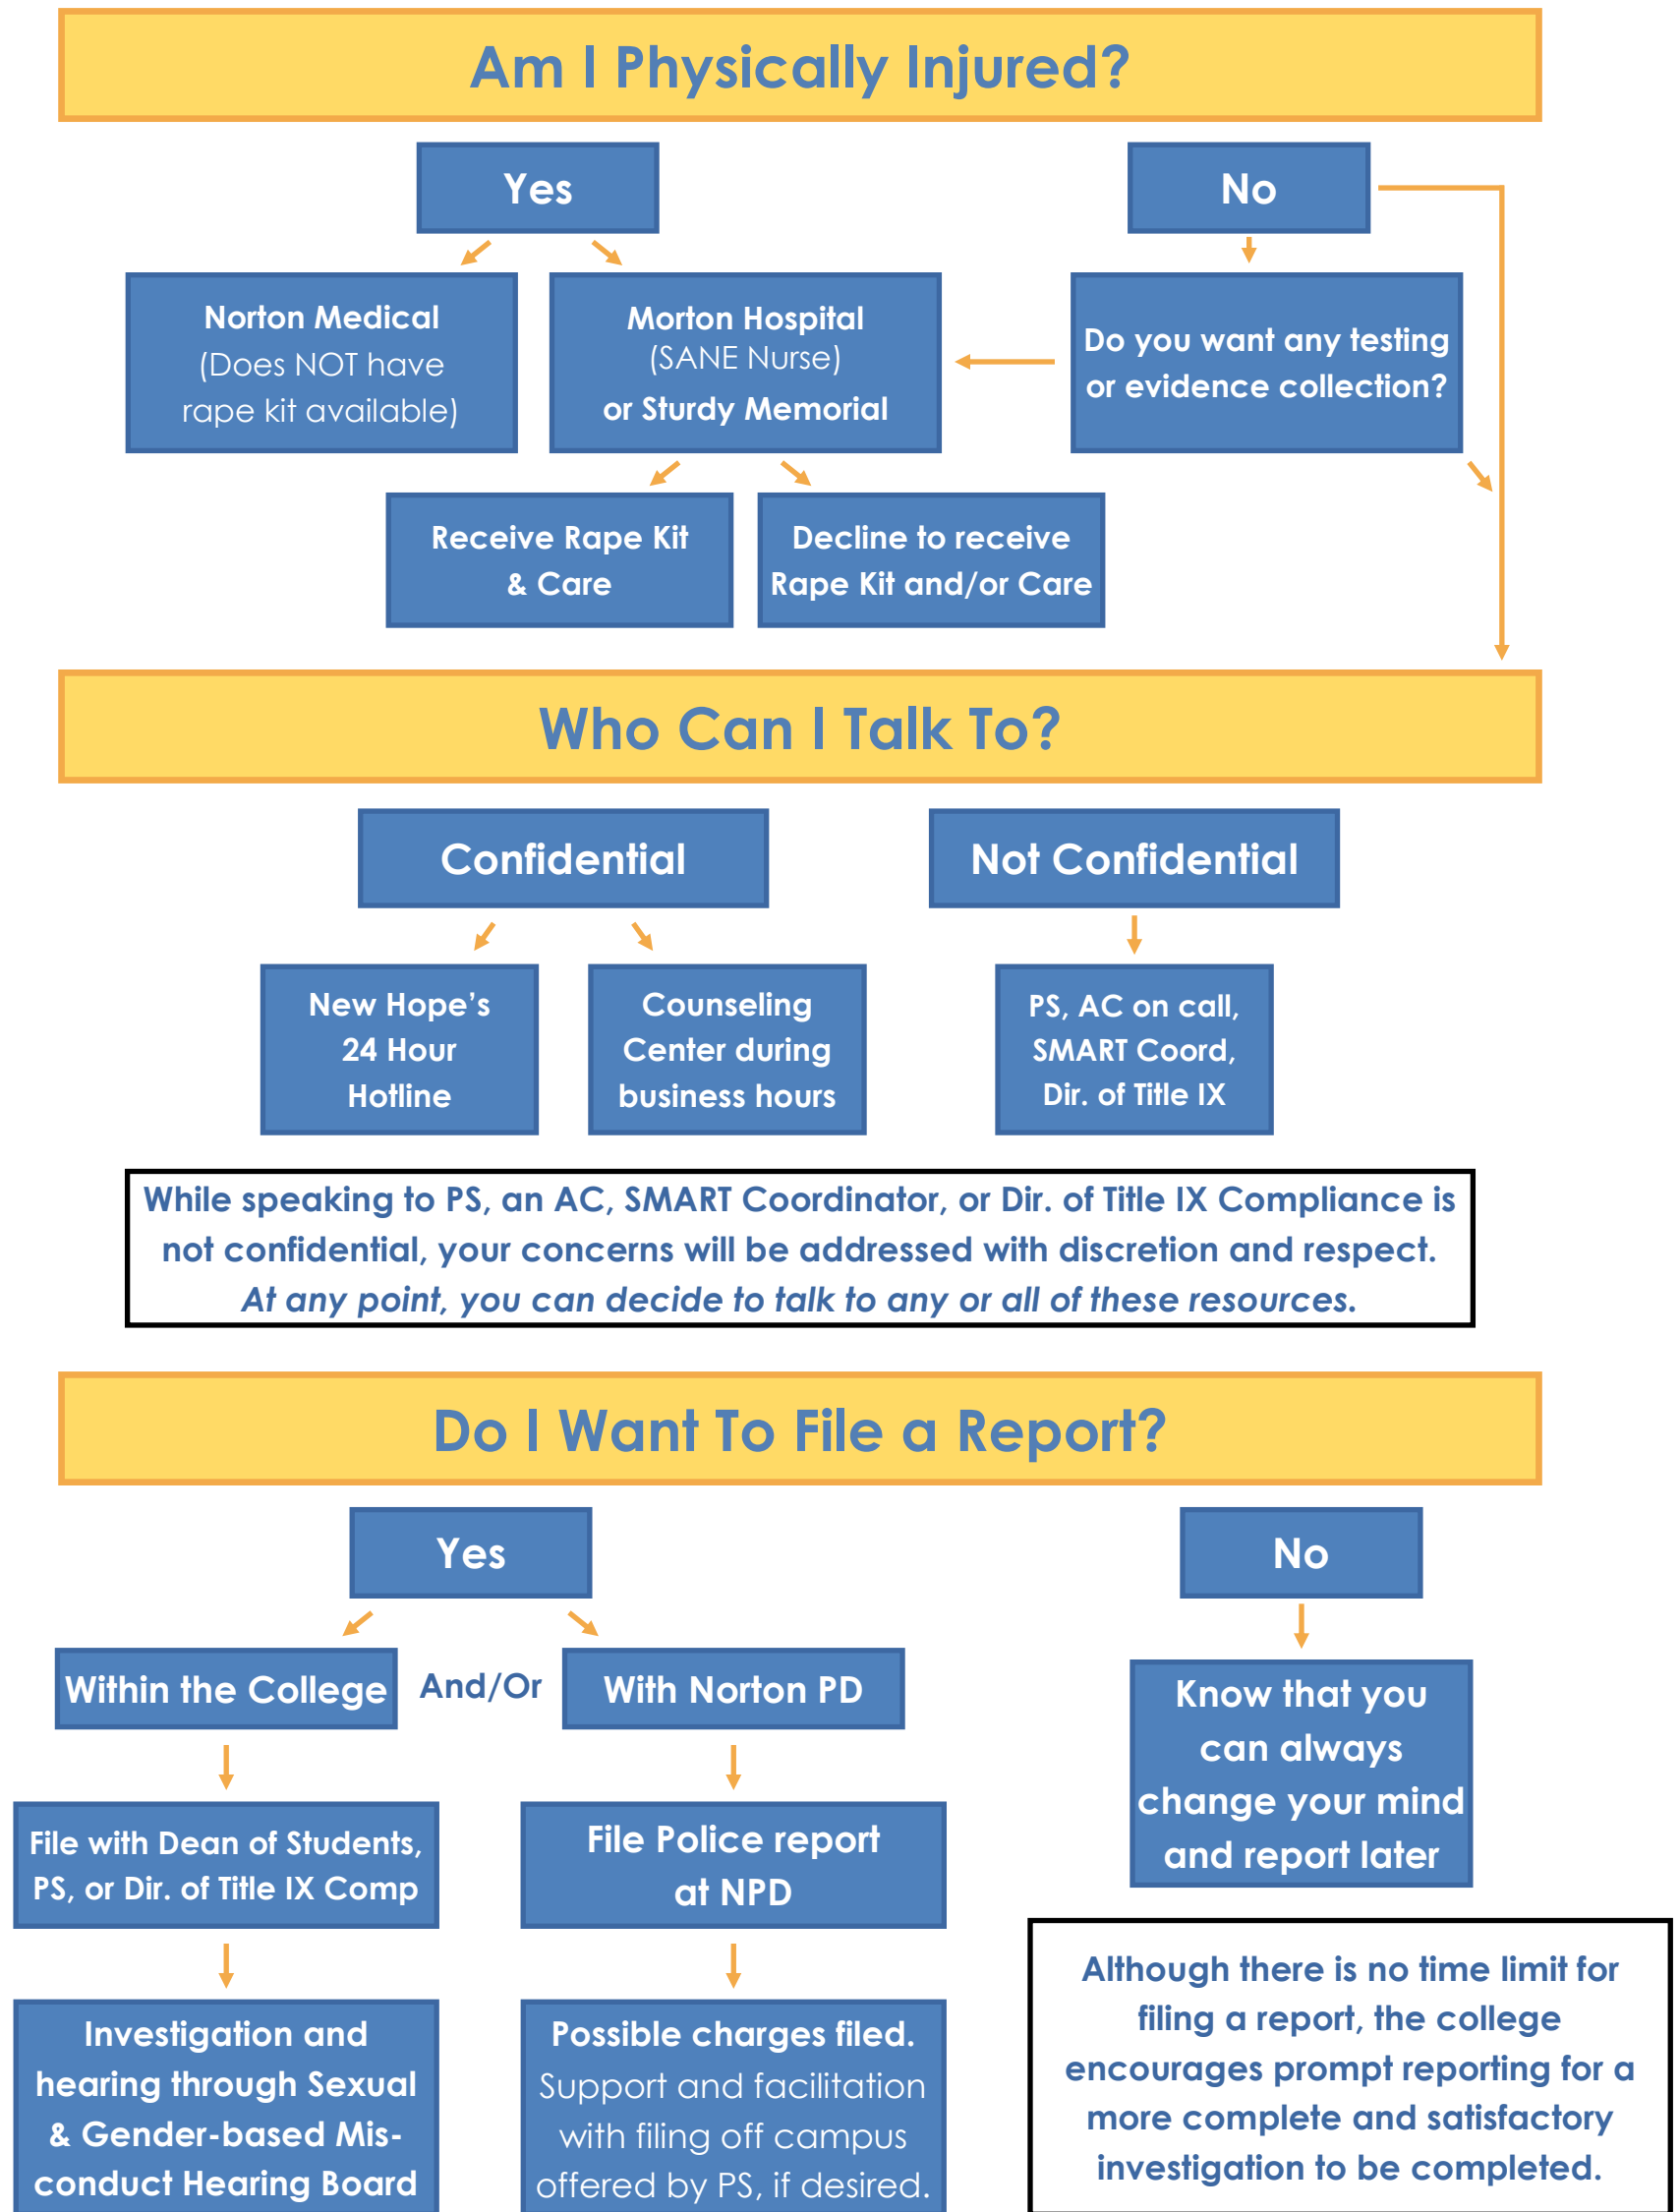 Am I Physically Injured?
Yes
No
Norton Medical
(Does NOT have
rape kit available)
Morton Hospital
(SANE Nurse)
or Sturdy Memorial
Do you want any testing
or evidence collection?
Receive Rape Kit
& Care
Decline to receive
Rape Kit and/or Care
Who Can I Talk To?
Confidential
Not Confidential
New Hope’s
24 Hour
Hotline
Counseling
Center during
business hours
PS, AC on call,
SMART Coord,
Dir. of Title IX
While speaking to PS, an AC, SMART Coordinator, or Dir. of Title IX Compliance is
not confidential, your concerns will be addressed with discretion and respect.
At any point, you can decide to talk to any or all of these resources.
Do I Want To File a Report?
Yes
No
Within the College
And/Or
With Norton PD
Know that you
can always
change your mind
and report later
File with Dean of Students,
PS, or Dir. of Title IX Comp
File Police report
at NPD
Investigation and
hearing through Sexual
& Gender-based Mis-
conduct Hearing Board
Possible charges filed.
Support and facilitation
with filing off campus
offered by PS, if desired.
Although there is no time limit for
filing a report, the college
encourages prompt reporting for a
more complete and satisfactory
investigation to be completed.